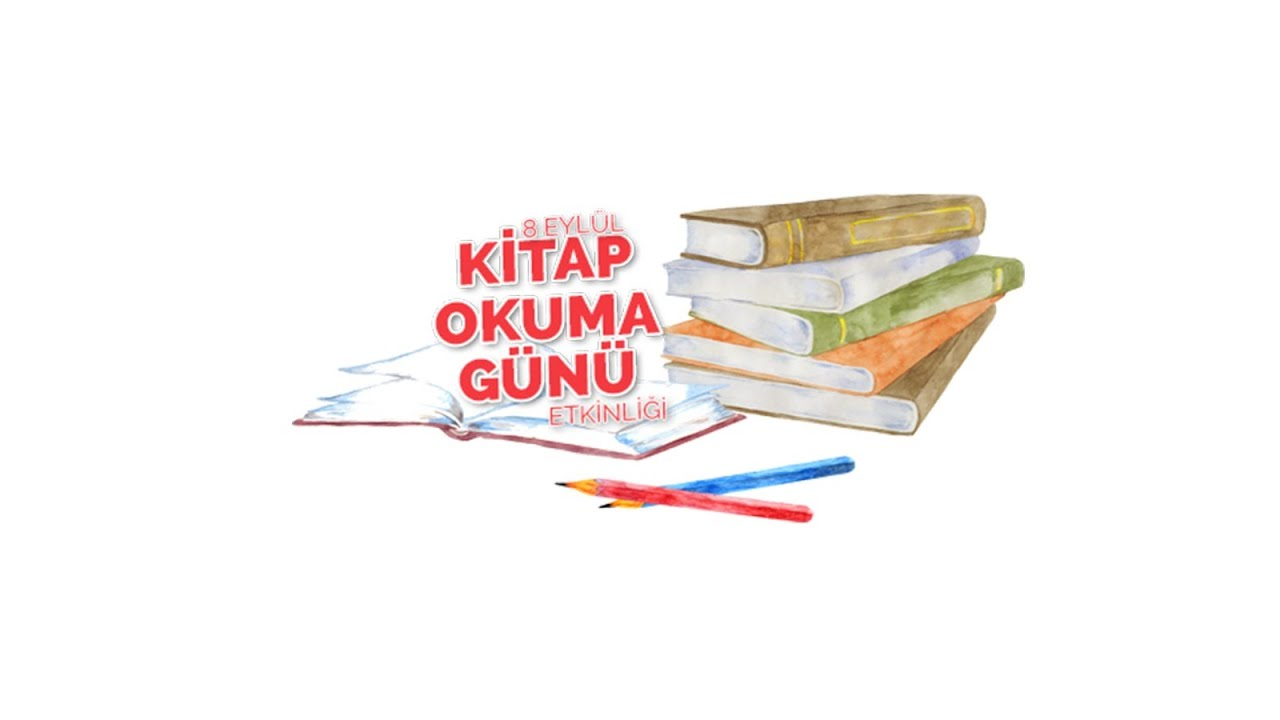 8 EYLÜL
KİTAP
OKUMA
GÜNÜ
ETKİNLİĞİ